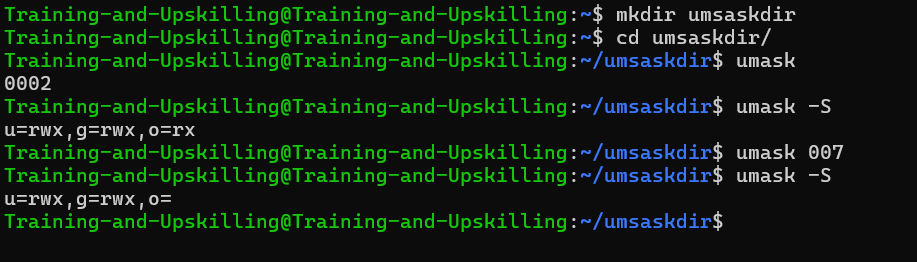 Training-and-Upskilling@Training-and-Upskilling:~$ mkdir umsaskdir
Training-and-Upskilling@Training-and-Upskilling:~$ cd umsaskdir/
Training-and-Upskilling@Training-and-Upskilling:~/umsaskdir$ umask
0002
Training-and-Upskilling@Training-and-Upskilling:~/umsaskdir$ umask -S
u=rwx,g=rwx,o=rx
Training-and-Upskilling@Training-and-Upskilling:~/umsaskdir$ umask 007
Training-and-Upskilling@Training-and-Upskilling:~/umsaskdir$ umask -S
u=rwx,g=rwx,o=
Training-and-Upskilling@Training-and-Upskilling:~/umsaskdir$